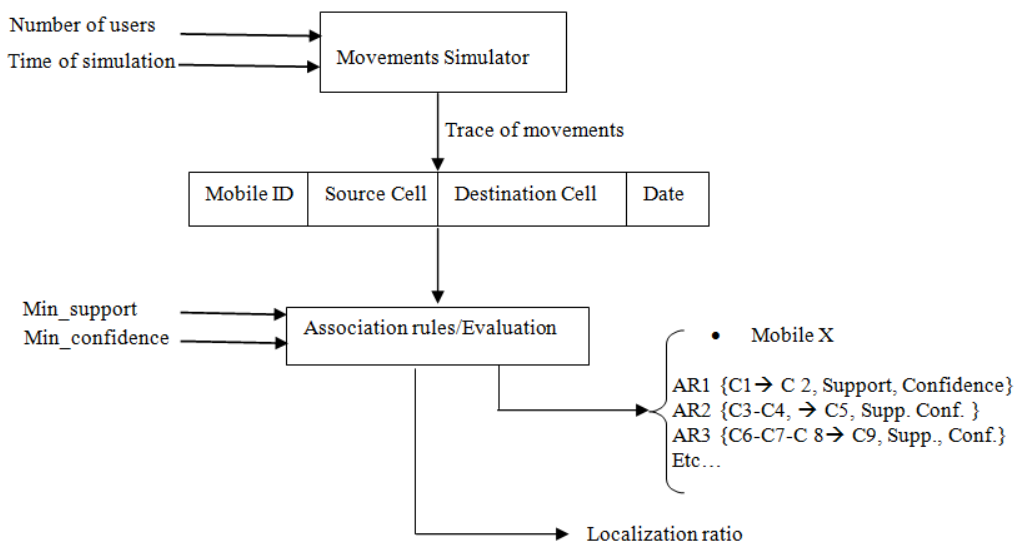 Number of users
Time of simulation
Movements Simulator
Trace of movements
Mobile ID Source Cell Destination Cell Date
Min_support
Min_confidence
Association rules/Evaluation
• Mobile X
AR1 {C1→ C 2, Support, Confidence}
AR2 {C3-C4, → C5, Supp. Conf. }
AR3 {C6-C7-C 8→ C9, Supp., Conf.}
Etc…
Localization ratio